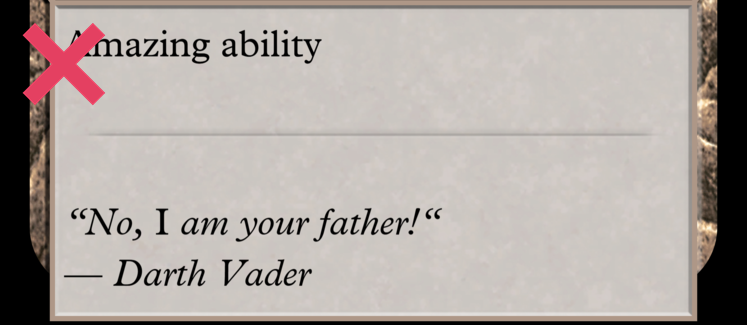 Amazing ability
“No, I am your father!“
— Darth Vader